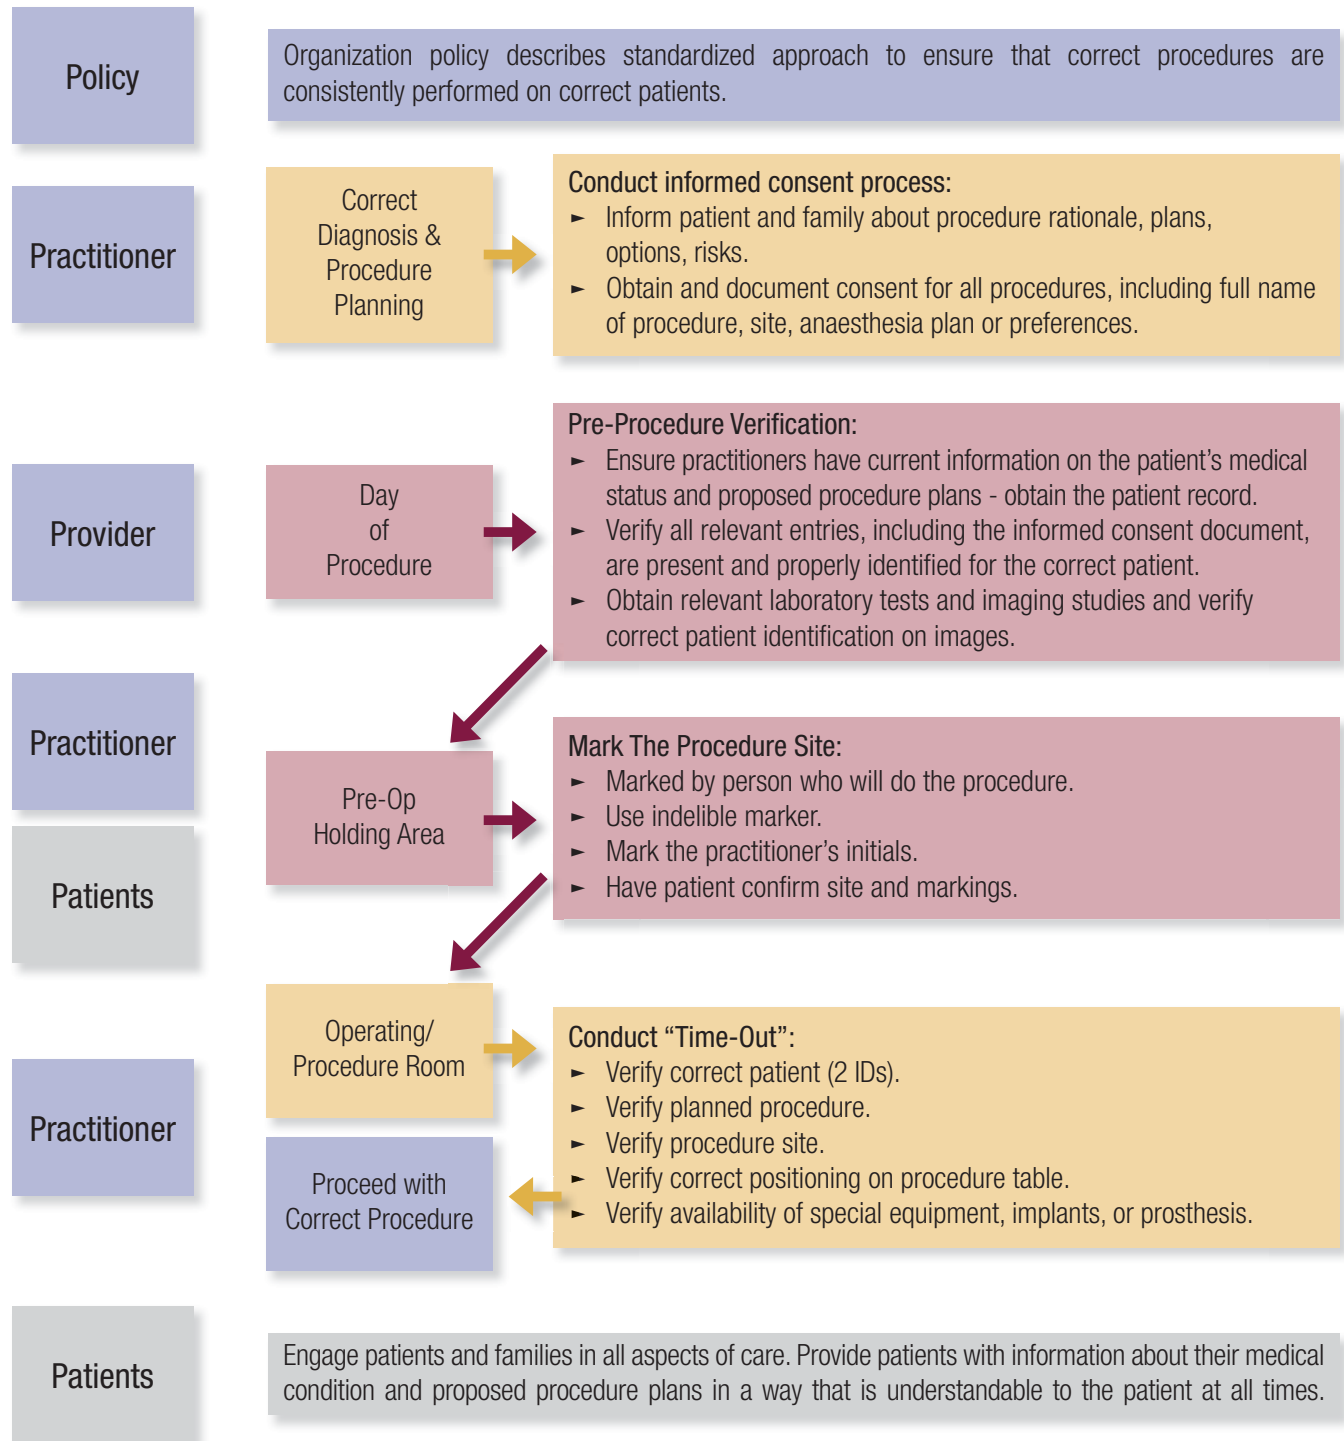 Policy
Organization policy describes standardized approach to ensure that correct procedures are
consistently performed on correct patients.
Practitioner
Correct
Diagnosis &
Procedure
Planning
Conduct informed consent process:
► Inform patient and family about procedure rationale, plans,
options, risks.
► Obtain and document consent for all procedures, including full name
of procedure, site, anaesthesia plan or preferences.
Provider
Day
of
Procedure
Pre-Procedure Verification:
► Ensure practitioners have current information on the patient’s medical
status and proposed procedure plans - obtain the patient record.
► Verify all relevant entries, including the informed consent document,
are present and properly identified for the correct patient.
► Obtain relevant laboratory tests and imaging studies and verify
correct patient identification on images.
Practitioner
Patients
Pre-Op
Holding Area
Mark The Procedure Site:
► Marked by person who will do the procedure.
► Use indelible marker.
► Mark the practitioner’s initials.
► Have patient confirm site and markings.
Practitioner
Operating/
Procedure Room
Conduct “Time-Out”:
► Verify correct patient (2 IDs).
► Verify planned procedure.
► Verify procedure site.
► Verify correct positioning on procedure table.
► Verify availability of special equipment, implants, or prosthesis.
Proceed with
Correct Procedure
Patients
Engage patients and families in all aspects of care. Provide patients with information about their medical
condition and proposed procedure plans in a way that is understandable to the patient at all times.